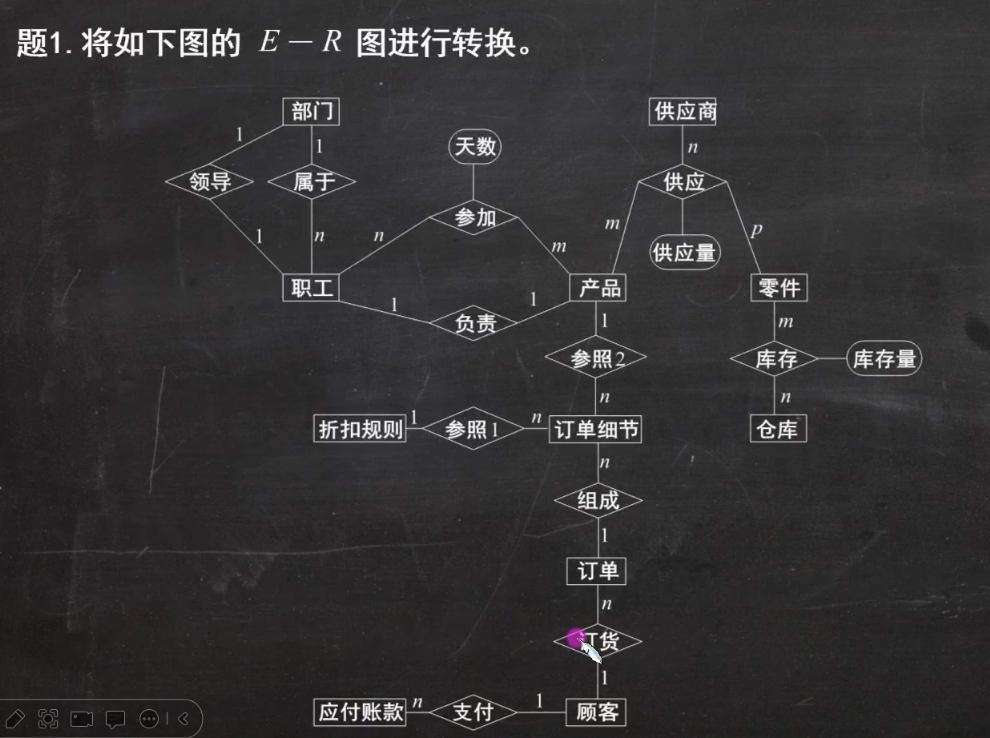 题1.将如下图的 E－R 图进行转换。
部门
供应商
1
1
天数
n
领导
属于
供应
参加
m
p
1
n
n
m
供应量
职工
产品
零件
1
1
负责
1
m
参照2
库存
库存量
n
n
折扣规则
1
参照1
n
订单细节
仓库
n
组成
1
订单
n
订货
1
应付账款
n
支付
1
顾客